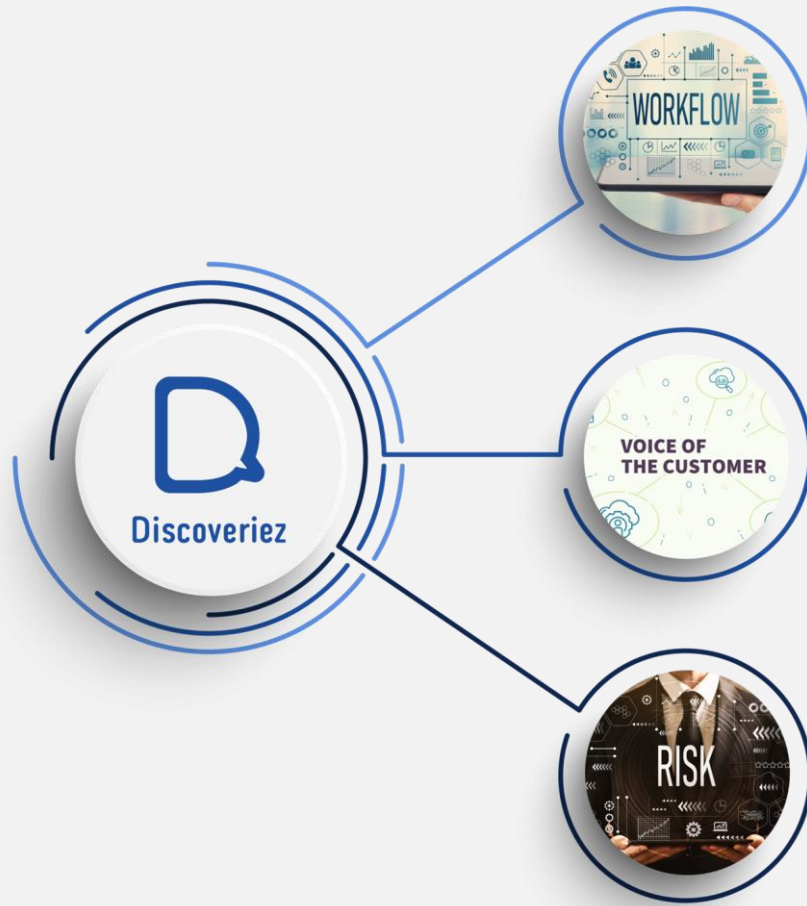 WORKFLOW
Discoveriez
VOICE OF
THE CUSTOMER
RISK